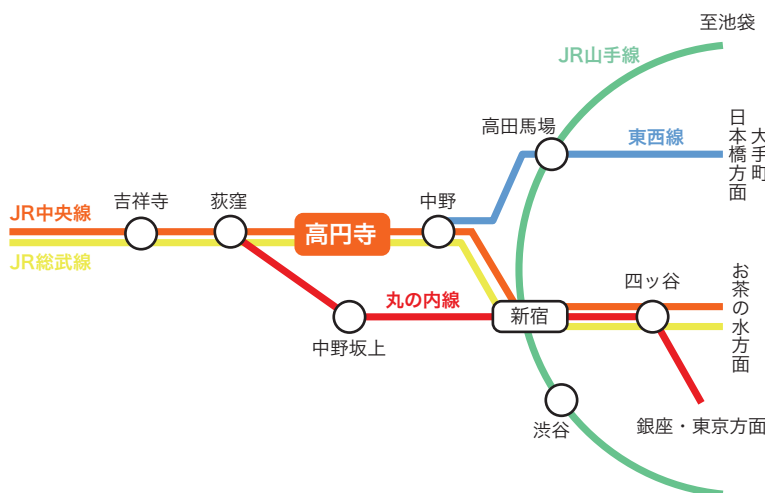 至池袋
JR山手線
高田馬場
東西線
大手町
日本橋方面
吉祥寺
荻窪
中野
JR中央線
高円寺
JR総武線
四ッ谷
お茶の水方面
丸の内線
新宿
中野坂上
渋谷
銀座・東京方面